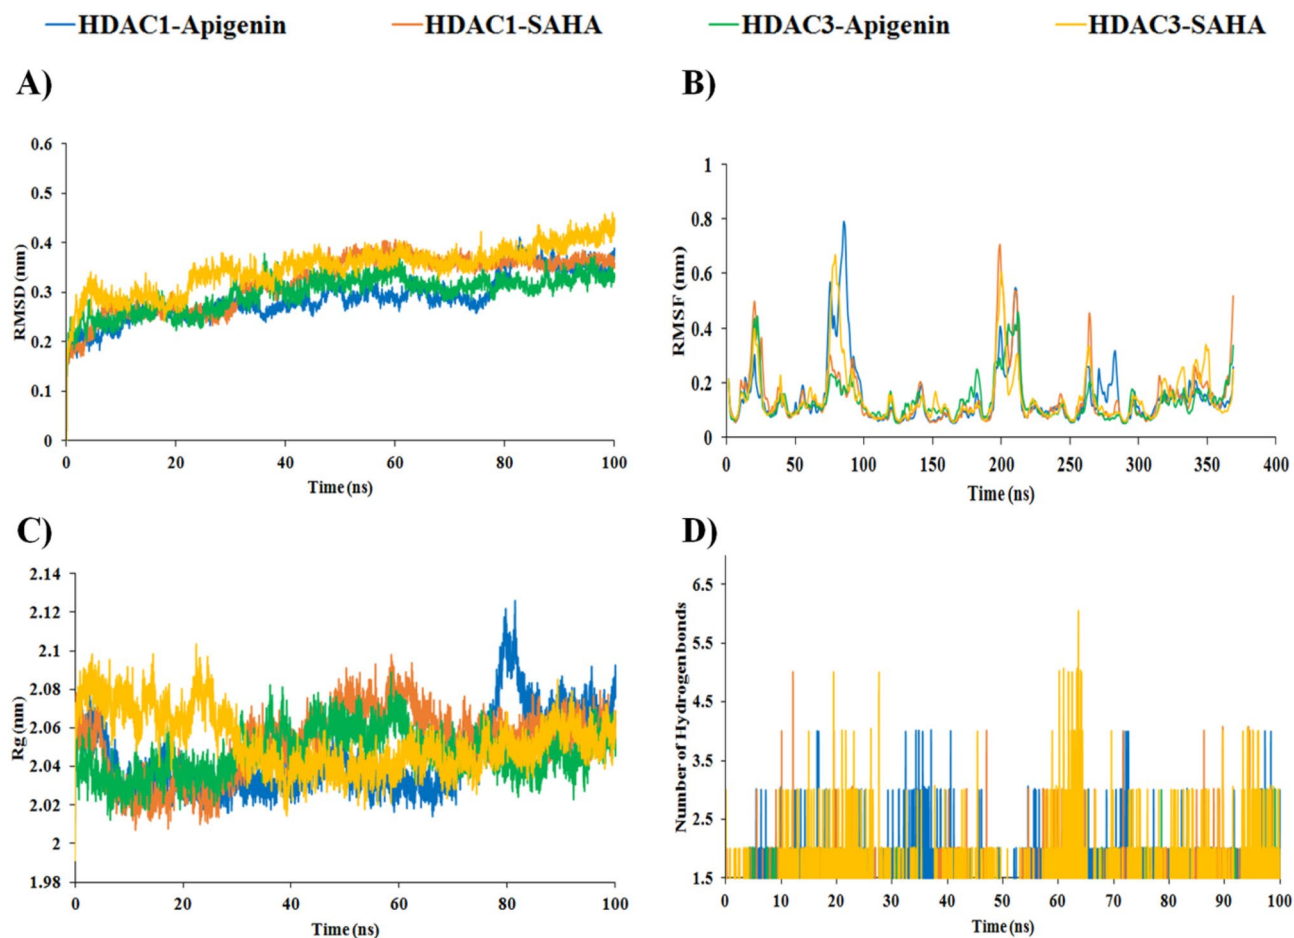 HDAC1-Apigenin HDAC1-SAHA HDAC3-Apigenin HDAC3-SAHA
A)
0.6
0.5
0.4
0.3
0.2
0.1
0
RMSD (nm)
0 20 40 60 80 100
Time (ns)
B)
1
0.8
0.6
0.4
0.2
0
RMSF (nm)
0 50 100 150 200 250 300 350 400
Time (ns)
C)
2.14
2.12
2.1
2.08
2.06
2.04
2.02
2
1.98
Rg (nm)
0 20 40 60 80 100
Time (ns)
D)
6.5
5.5
4.5
3.5
2.5
1.5
Number of Hydrogen bonds
0 10 20 30 40 50 60 70 80 90 100
Time (ns)